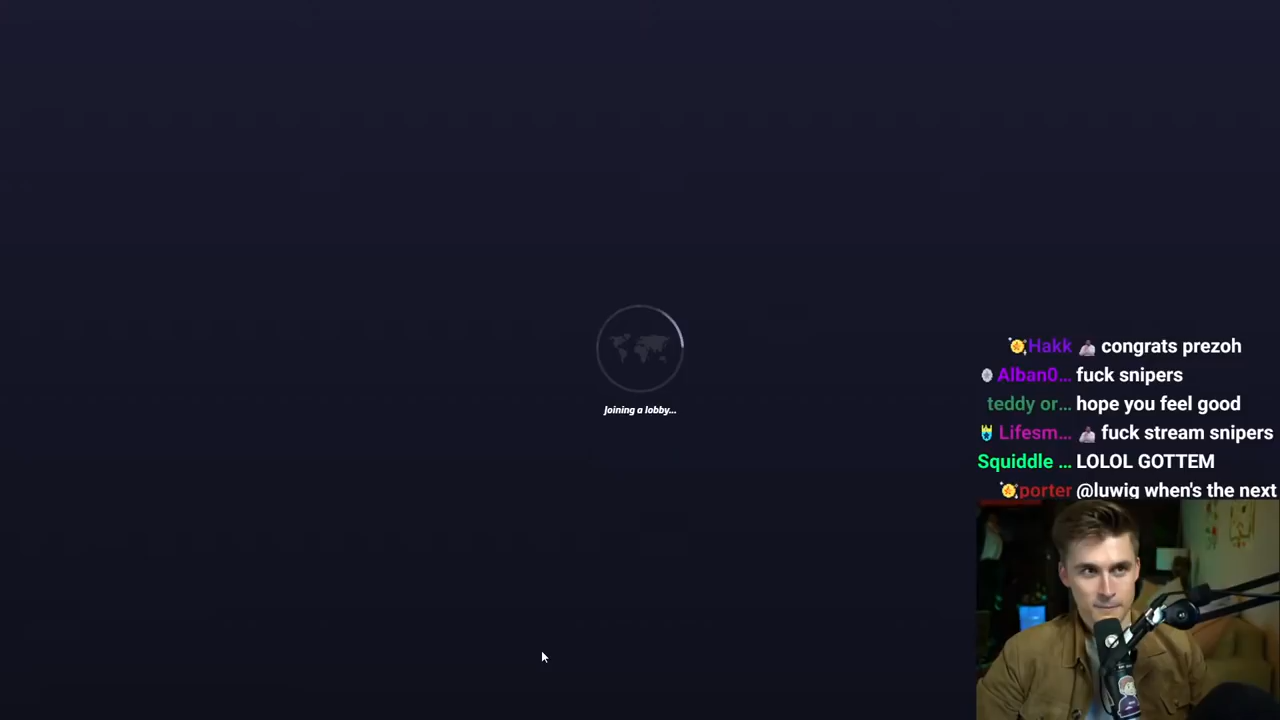 Joining a lobby...
Hakk congrats prezoh
Alban0... fuck snipers
teddy or... hope you feel good
Lifesm... fuck stream snipers
Squiddle ... LOLOL GOTTEM
porter @luwig when's the next